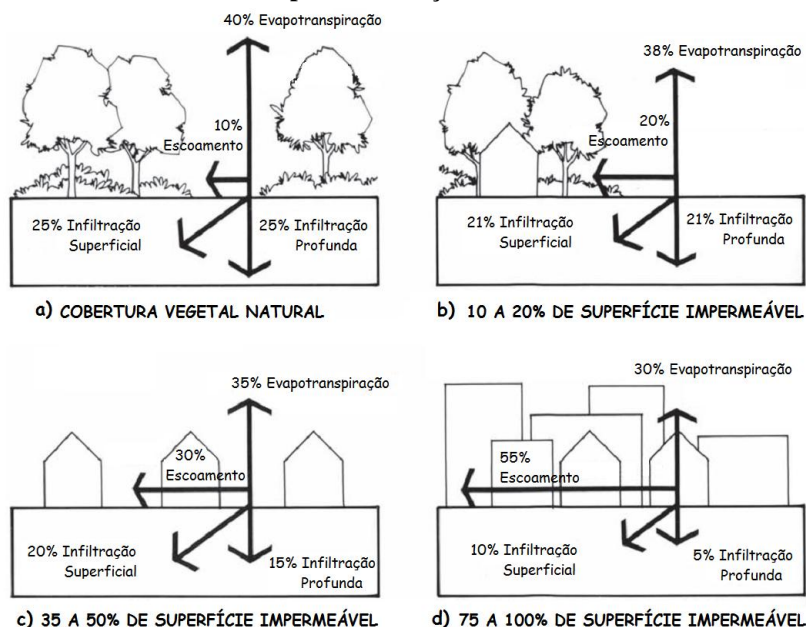 40% Evapotranspiração
10%
Escoamento
25% Infiltração
Superficial
25% Infiltração
Profunda
a) COBERTURA VEGETAL NATURAL
38% Evapotranspiração
20%
Escoamento
21% Infiltração
Superficial
21% Infiltração
Profunda
b) 10 A 20% DE SUPERFÍCIE IMPERMEÁVEL
35% Evapotranspiração
30%
Escoamento
20% Infiltração
Superficial
15% Infiltração
Profunda
c) 35 A 50% DE SUPERFÍCIE IMPERMEÁVEL
30% Evapotranspiração
55%
Escoamento
10% Infiltração
Superficial
5% Infiltração
Profunda
d) 75 A 100% DE SUPERFÍCIE IMPERMEÁVEL